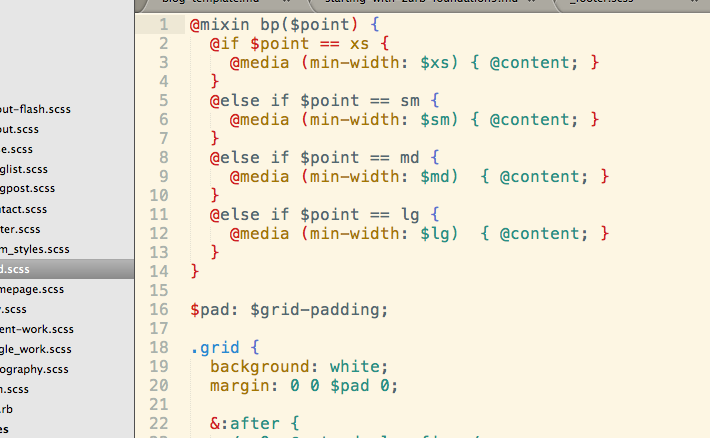 blog_template.md
starting-with-zurb-foundations.md
_footer.scss
out-flash.scss
out.scss
se.scss
glist.scss
gpost.scss
ntact.scss
ter.scss
m_styles.scss
d.scss
mepage.scss
y.scss
ent-work.scss
gle_work.scss
ography.scss
n.scss
.rb
es
1 @mixin bp($point) {
2 @if $point == xs {
3 @media (min-width: $xs) { @content; }
4 }
5 @else if $point == sm {
6 @media (min-width: $sm) { @content; }
7 }
8 @else if $point == md {
9 @media (min-width: $md)  { @content; }
10 }
11 @else if $point == lg {
12 @media (min-width: $lg)  { @content; }
13 }
14 }
15
16 $pad: $grid-padding;
17
18 .grid {
19 background: white;
20 margin: 0 0 $pad 0;
21
22 &:after {